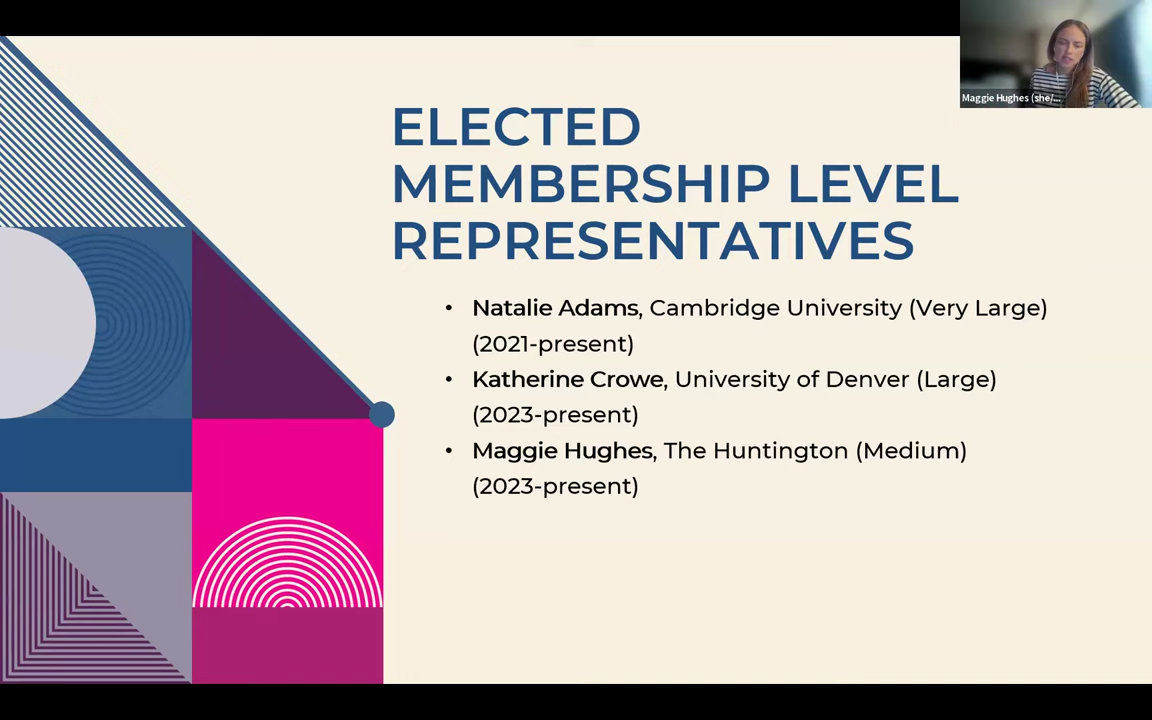 Maggie Hughes (she/...
ELECTED
MEMBERSHIP LEVEL
REPRESENTATIVES
• Natalie Adams, Cambridge University (Very Large)
(2021-present)
• Katherine Crowe, University of Denver (Large)
(2023-present)
• Maggie Hughes, The Huntington (Medium)
(2023-present)